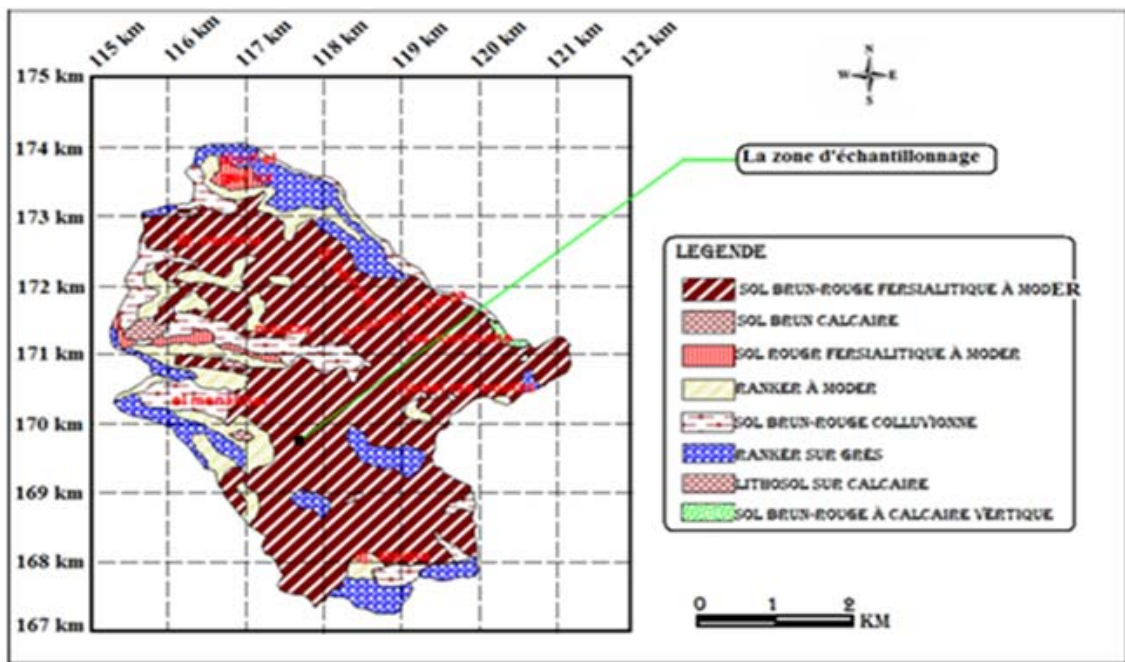 115 km 116 km 117 km 118 km 119 km 120 km 121 km 122 km
175 km
174 km
173 km
172 km
171 km
170 km
169 km
168 km
167 km
N
W E
S
La zone d'échantillonnage
el menassir
LEGENDE
SOL BRUN-ROUGE FERSIALITIQUE À MODER
SOL BRUN CALCAIRE
SOL ROUGR FERSIALITIQUE À MODER
RANKER À MODER
SOL BRUN-ROUGE COLLUVIONNE
RANKER SUR GRÈS
LITHOSOL SUR CALCAIRE
SOL BRUN-ROUGE À CALCAIRE VERTIQUE
0 1 2
KM